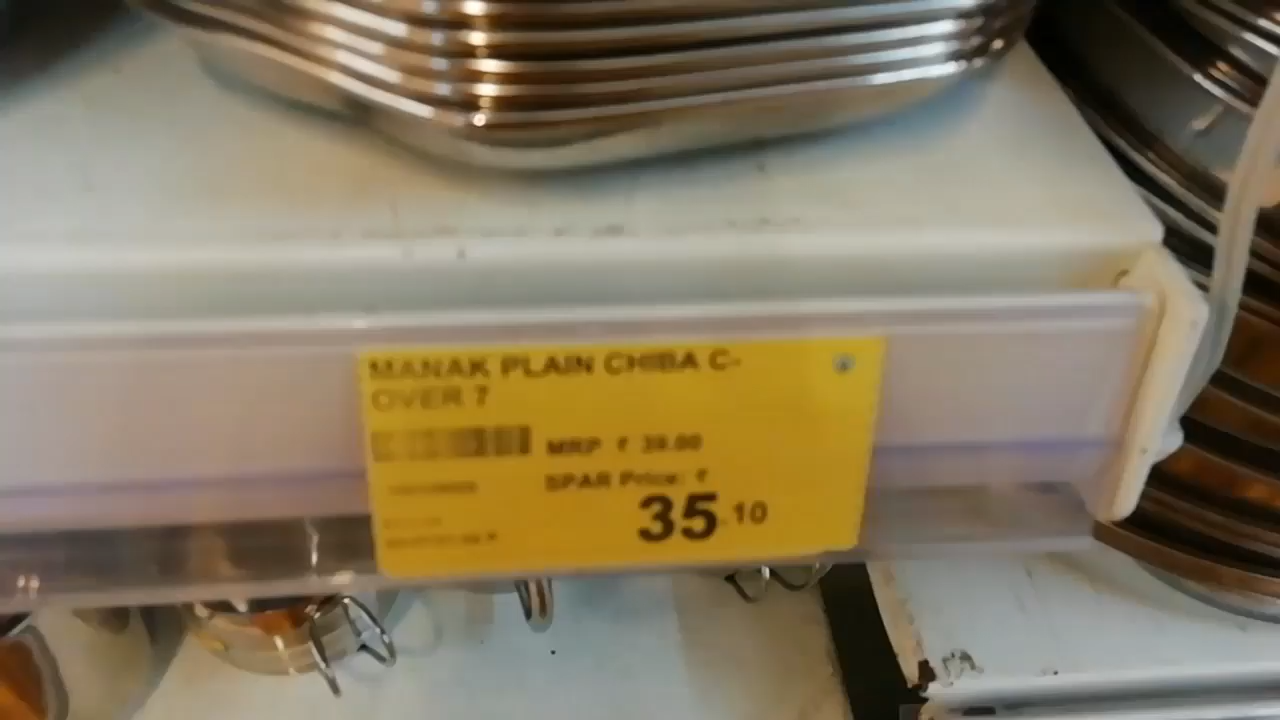 MANAK PLAIN CHIBA C-
OVER 7
MRP ₹ 39.00
SPAR Price: ₹
35.10